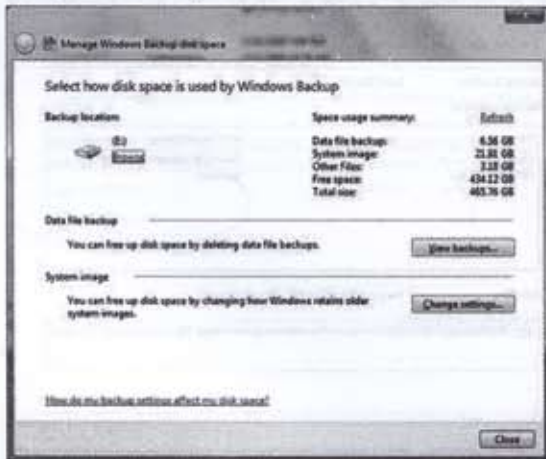 Manage Windows Backup disk space
Select how disk space is used by Windows Backup
Backup location:
Browse
Space usage summary: Refresh
Data file backup: 6.56 GB
System image: 21.81 GB
Other Files: 3.18 GB
Free space: 434.12 GB
Total size: 465.76 GB
Data file backup
You can free up disk space by deleting data file backups. View backups...
System image
You can free up disk space by changing how Windows retains older Change settings...
system images.
How do my backup settings affect my disk space?
Close